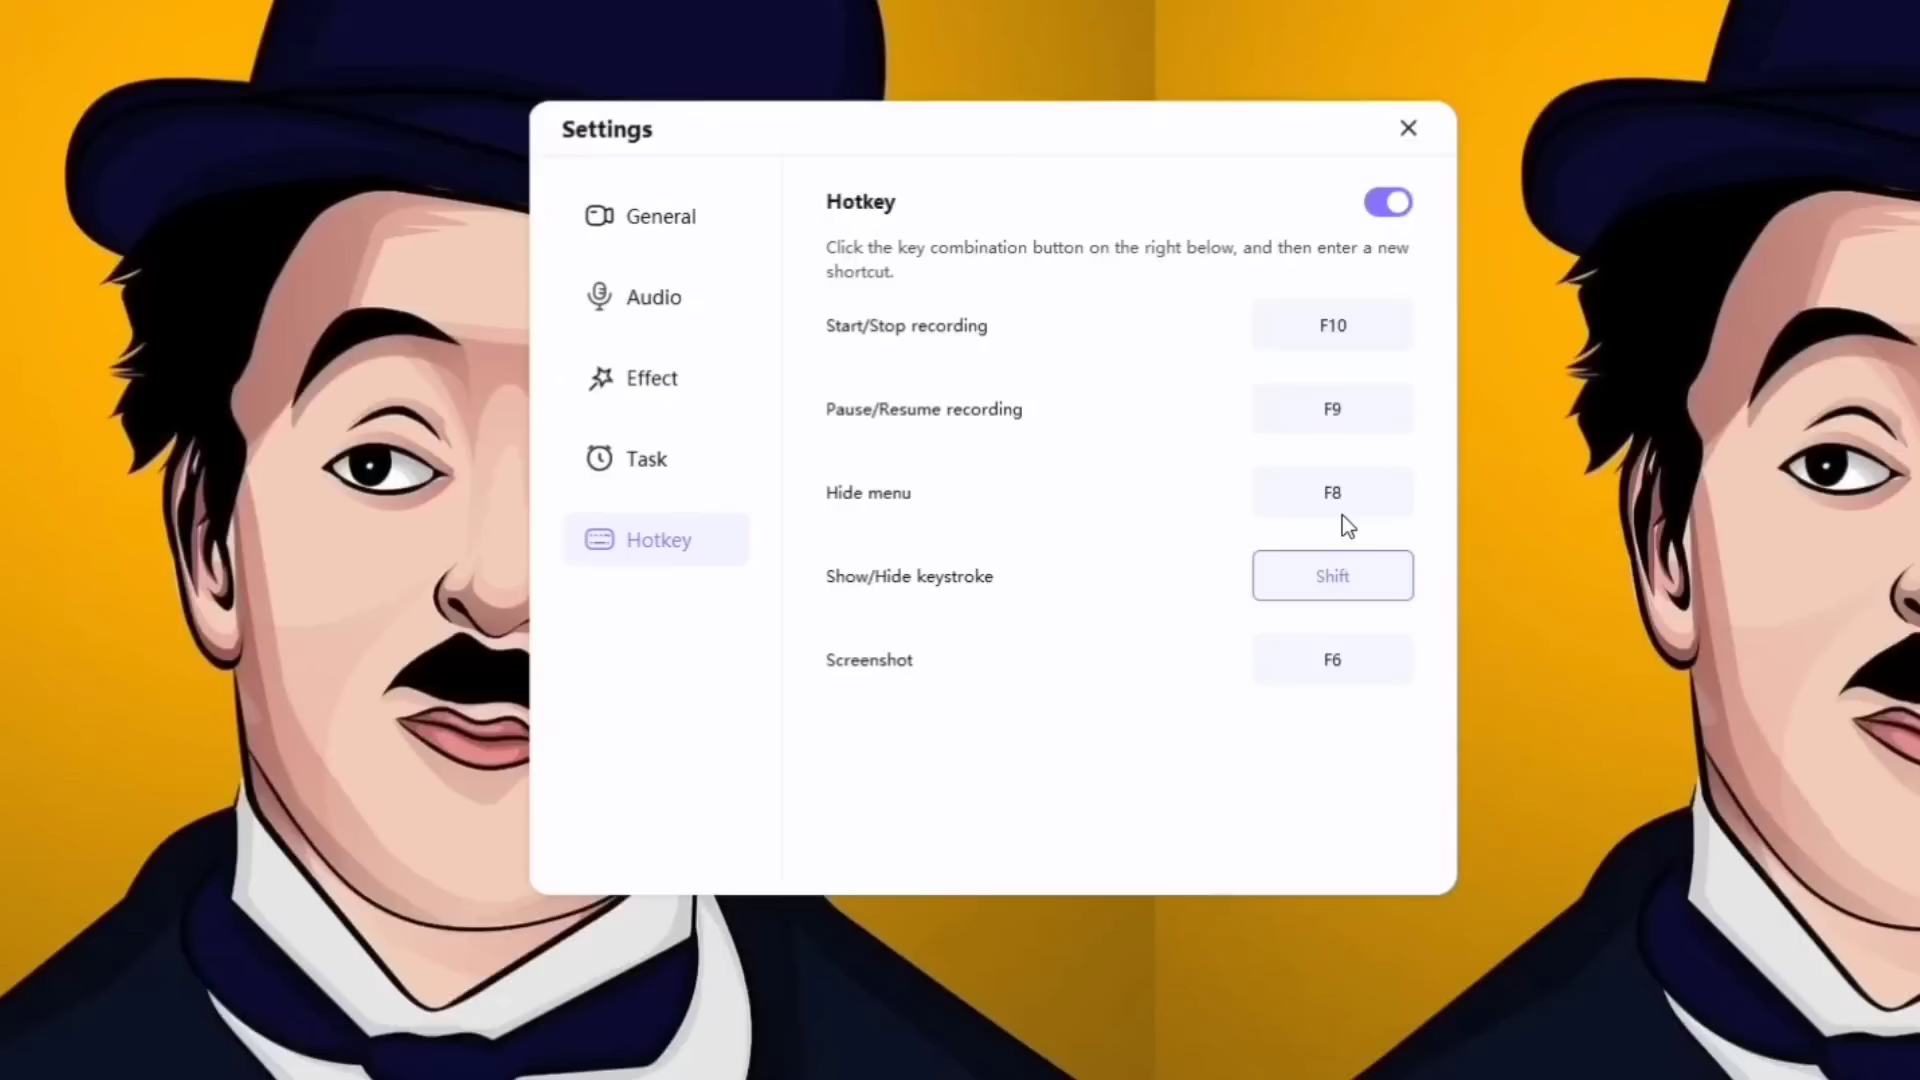 Settings
General
Audio
Effect
Task
Hotkey
Hotkey
Click the key combination button on the right below, and then enter a new
shortcut.
Start/Stop recording F10
Pause/Resume recording F9
Hide menu F8
Show/Hide keystroke Shift
Screenshot F6